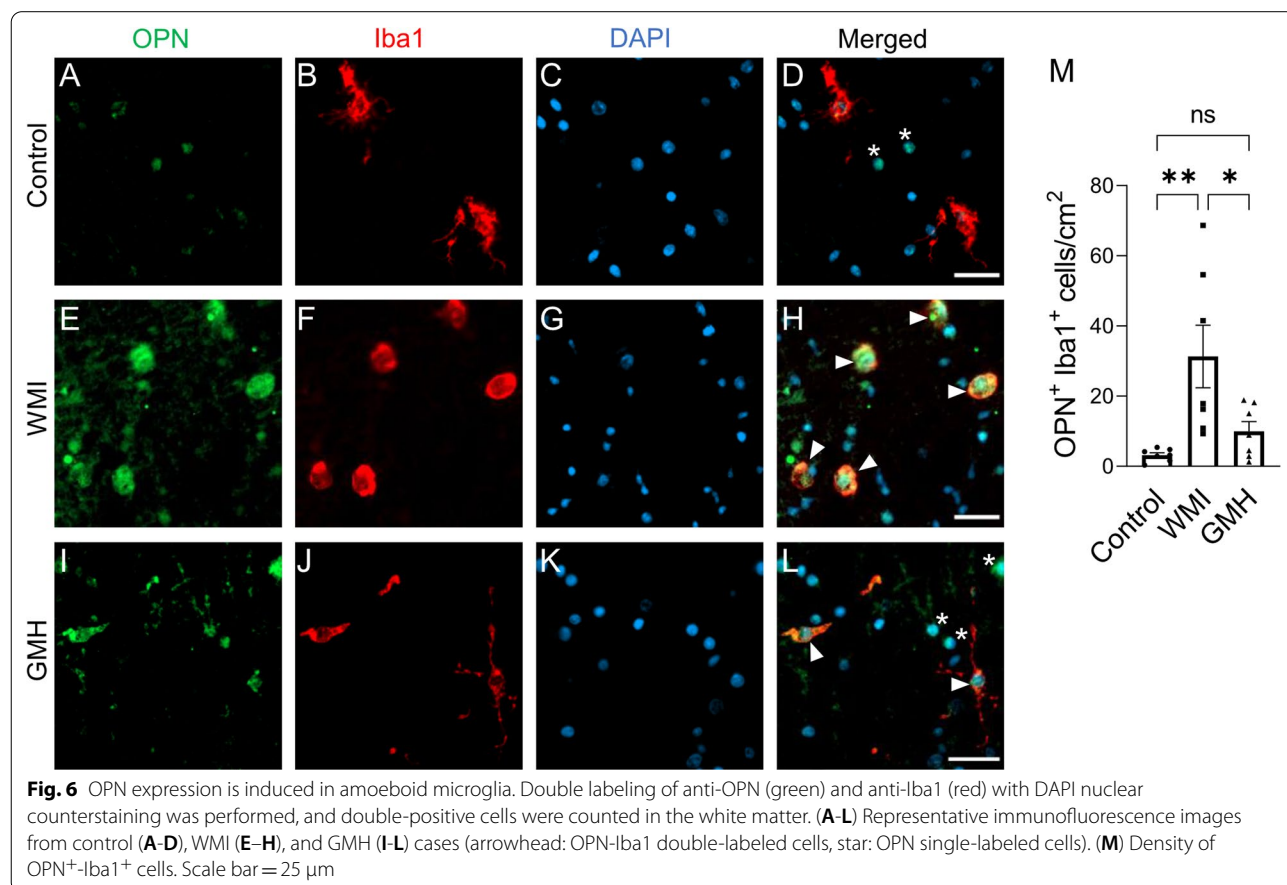 OPN Iba1 DAPI Merged
Control
A B C D
* *
WMI
E F G H
GMH
I J K L
*
* *
M
ns
** *
OPN⁺ Iba1⁺ cells/cm²
80
60
40
20
0
Control WMI GMH
Fig. 6 OPN expression is induced in amoeboid microglia. Double labeling of anti-OPN (green) and anti-Iba1 (red) with DAPI nuclear
counterstaining was performed, and double-positive cells were counted in the white matter. (A-L) Representative immunofluorescence images
from control (A-D), WMI (E–H), and GMH (I-L) cases (arrowhead: OPN-Iba1 double-labeled cells, star: OPN single-labeled cells). (M) Density of
OPN⁺-Iba1⁺ cells. Scale bar = 25 μm